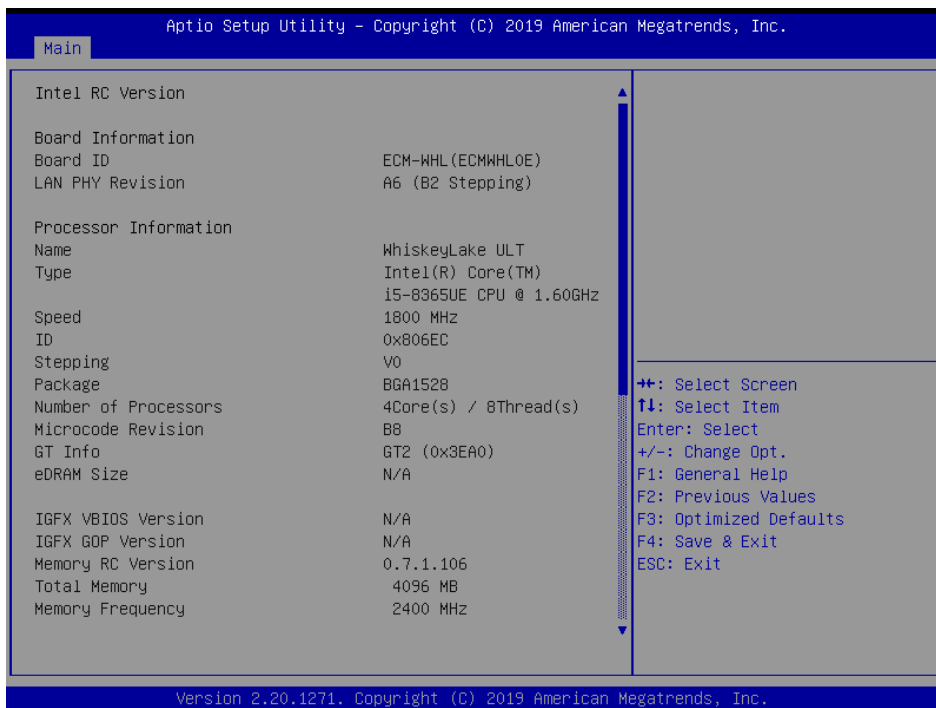 Aptio Setup Utility – Copyright (C) 2019 American Megatrends, Inc.
Main
Intel RC Version
Board Information
Board ID ECM-WHL(ECMWHLOE)
LAN PHY Revision A6 (B2 Stepping)
Processor Information
Name WhiskeyLake ULT
Type Intel(R) Core(TM)
i5-8365UE CPU @ 1.60GHz
Speed 1800 MHz
ID 0x806EC
Stepping V0
Package BGA1528
Number of Processors 4Core(s) / 8Thread(s)
Microcode Revision B8
GT Info GT2 (0x3EA0)
eDRAM Size N/A
IGFX VBIOS Version N/A
IGFX GOP Version N/A
Memory RC Version 0.7.1.106
Total Memory 4096 MB
Memory Frequency 2400 MHz
→←: Select Screen
↑↓: Select Item
Enter: Select
+/-: Change Opt.
F1: General Help
F2: Previous Values
F3: Optimized Defaults
F4: Save & Exit
ESC: Exit
Version 2.20.1271. Copyright (C) 2019 American Megatrends, Inc.